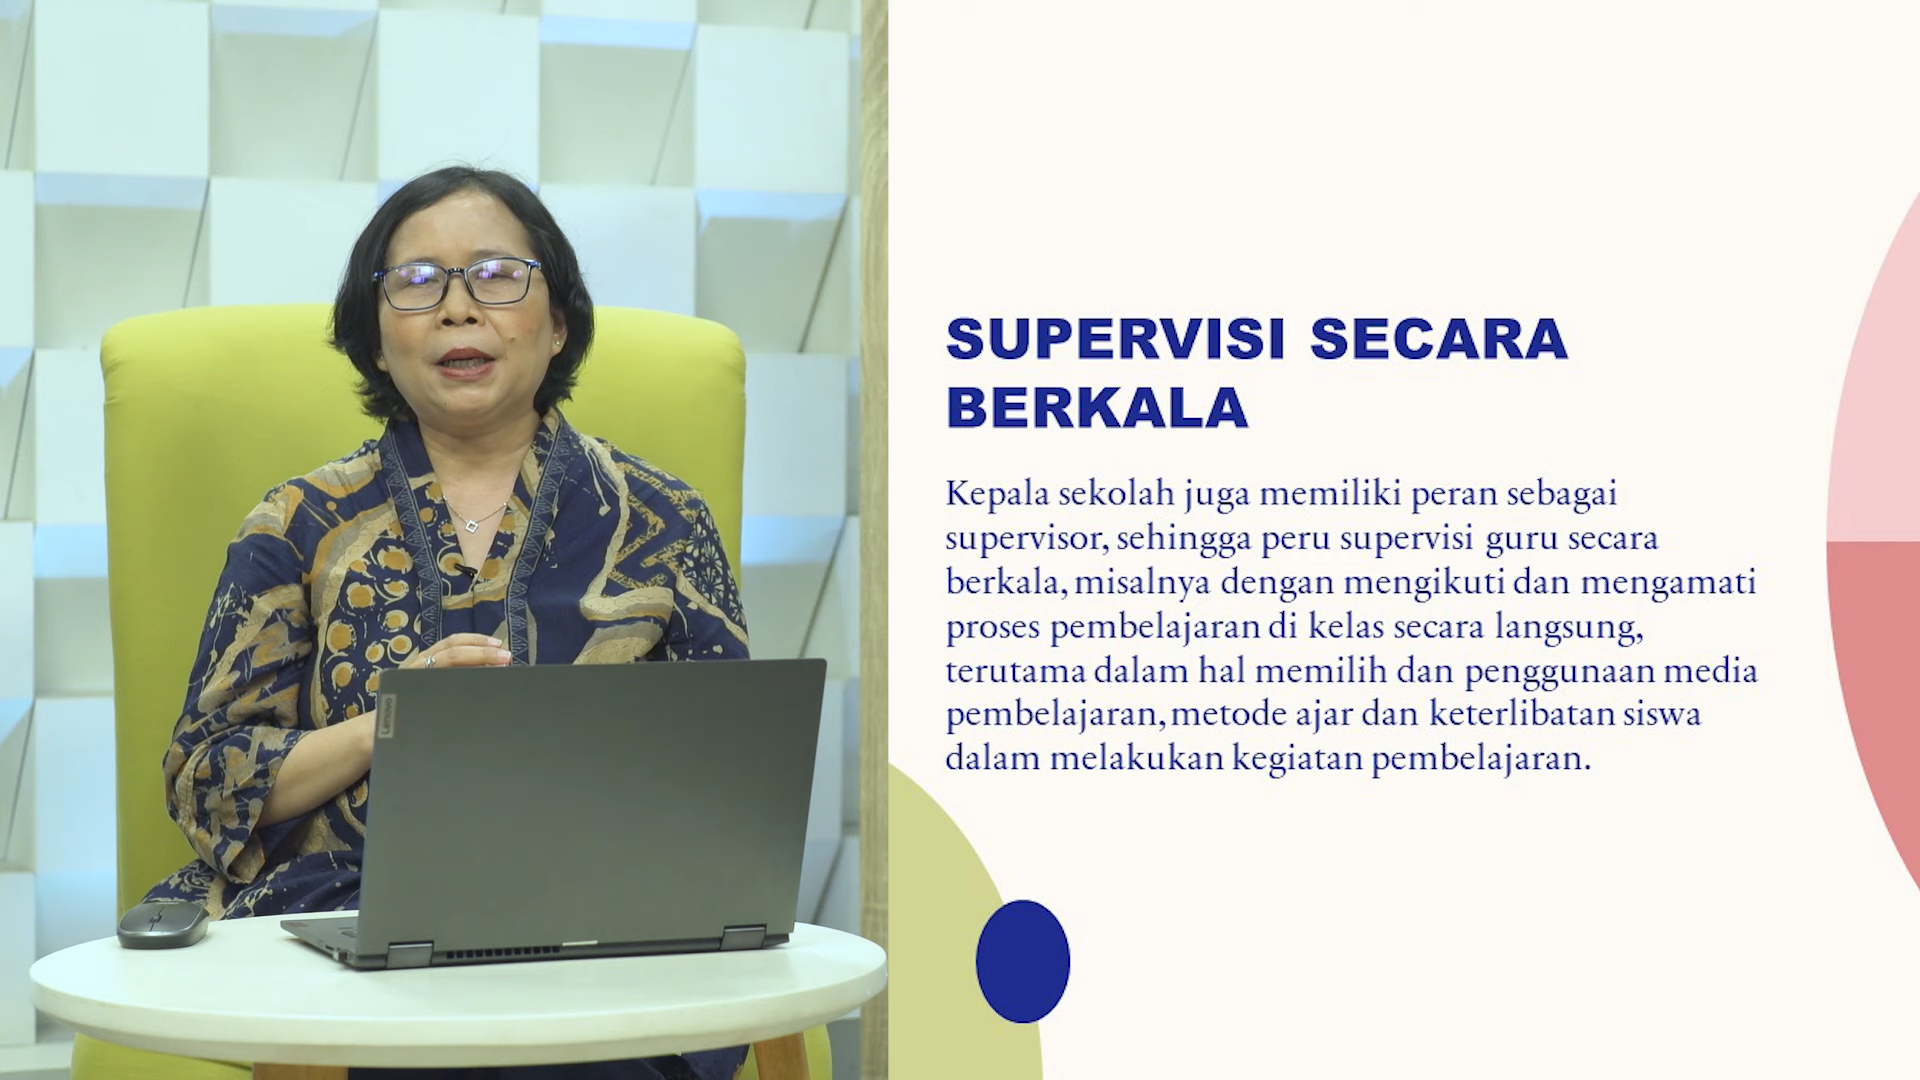 SUPERVISI SECARA
BERKALA
Kepala sekolah juga memiliki peran sebagai
supervisor, sehingga peru supervisi guru secara
berkala, misalnya dengan mengikuti dan mengamati
proses pembelajaran di kelas secara langsung,
terutama dalam hal memilih dan penggunaan media
pembelajaran, metode ajar dan keterlibatan siswa
dalam melakukan kegiatan pembelajaran.
Lenovo